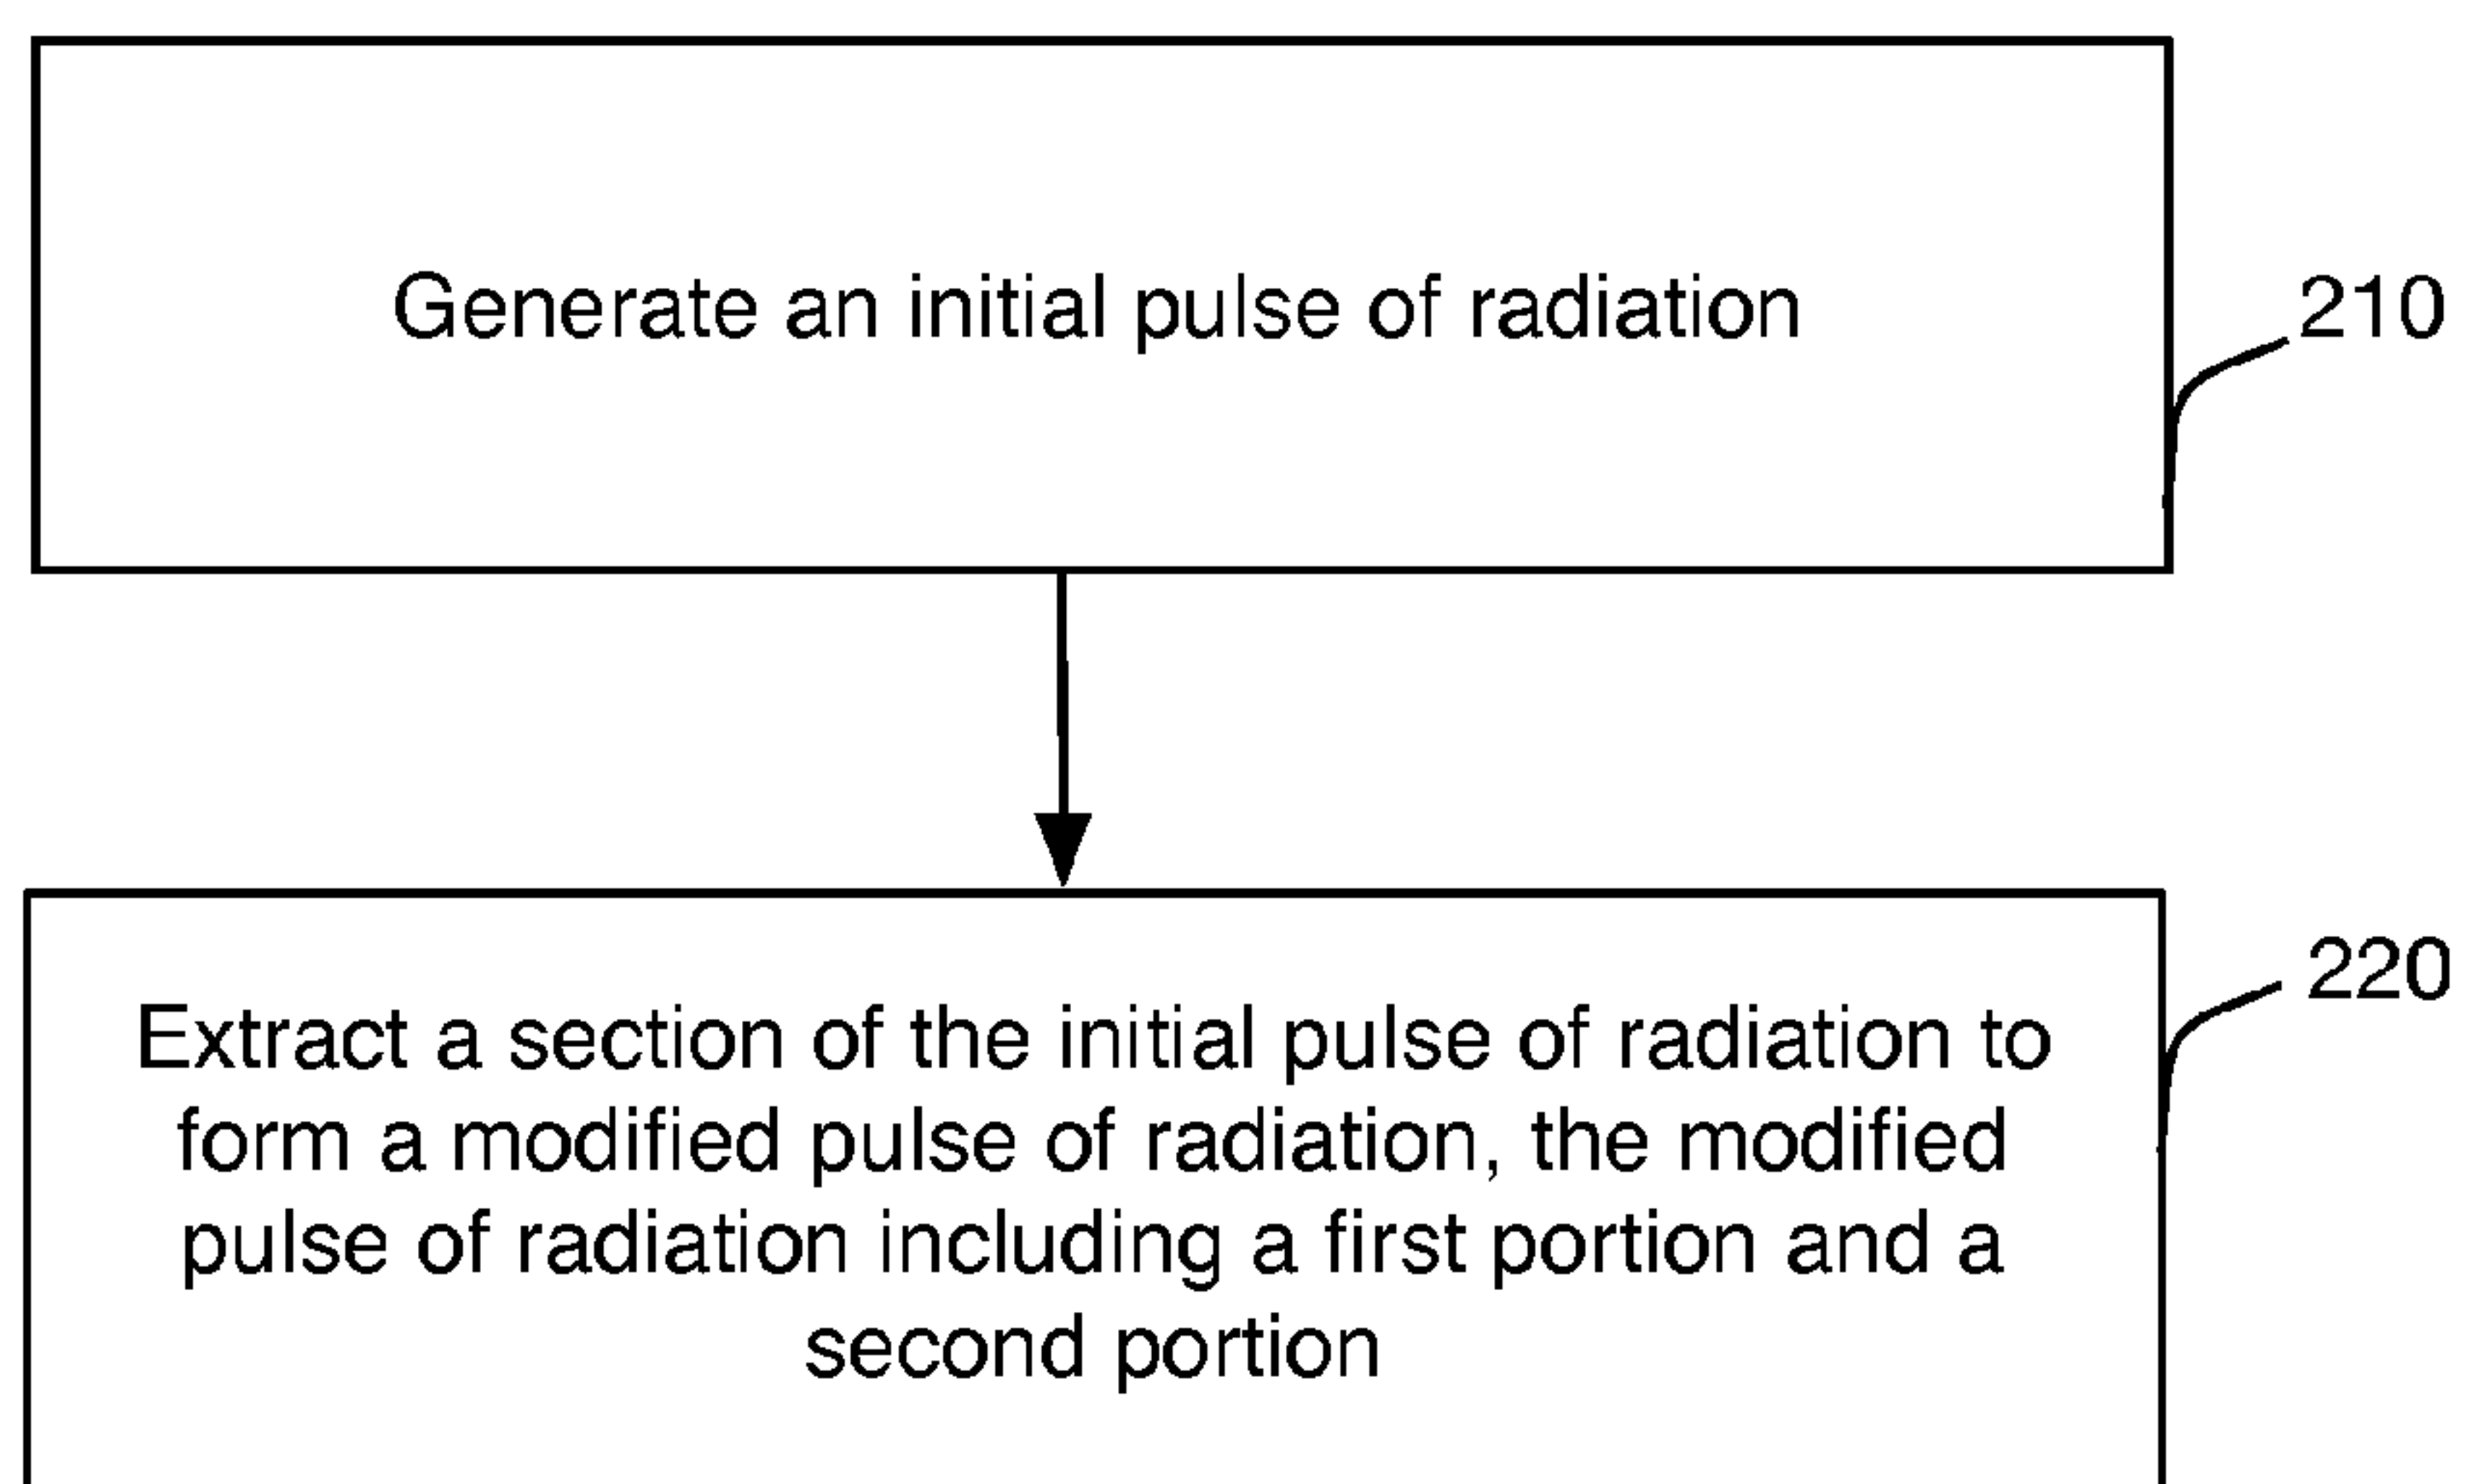 Generate an initial pulse of radiation
210
220
Extract a section of the initial pulse of radiation to
form a modified pulse of radiation, the modified
pulse of radiation including a first portion and a
second portion